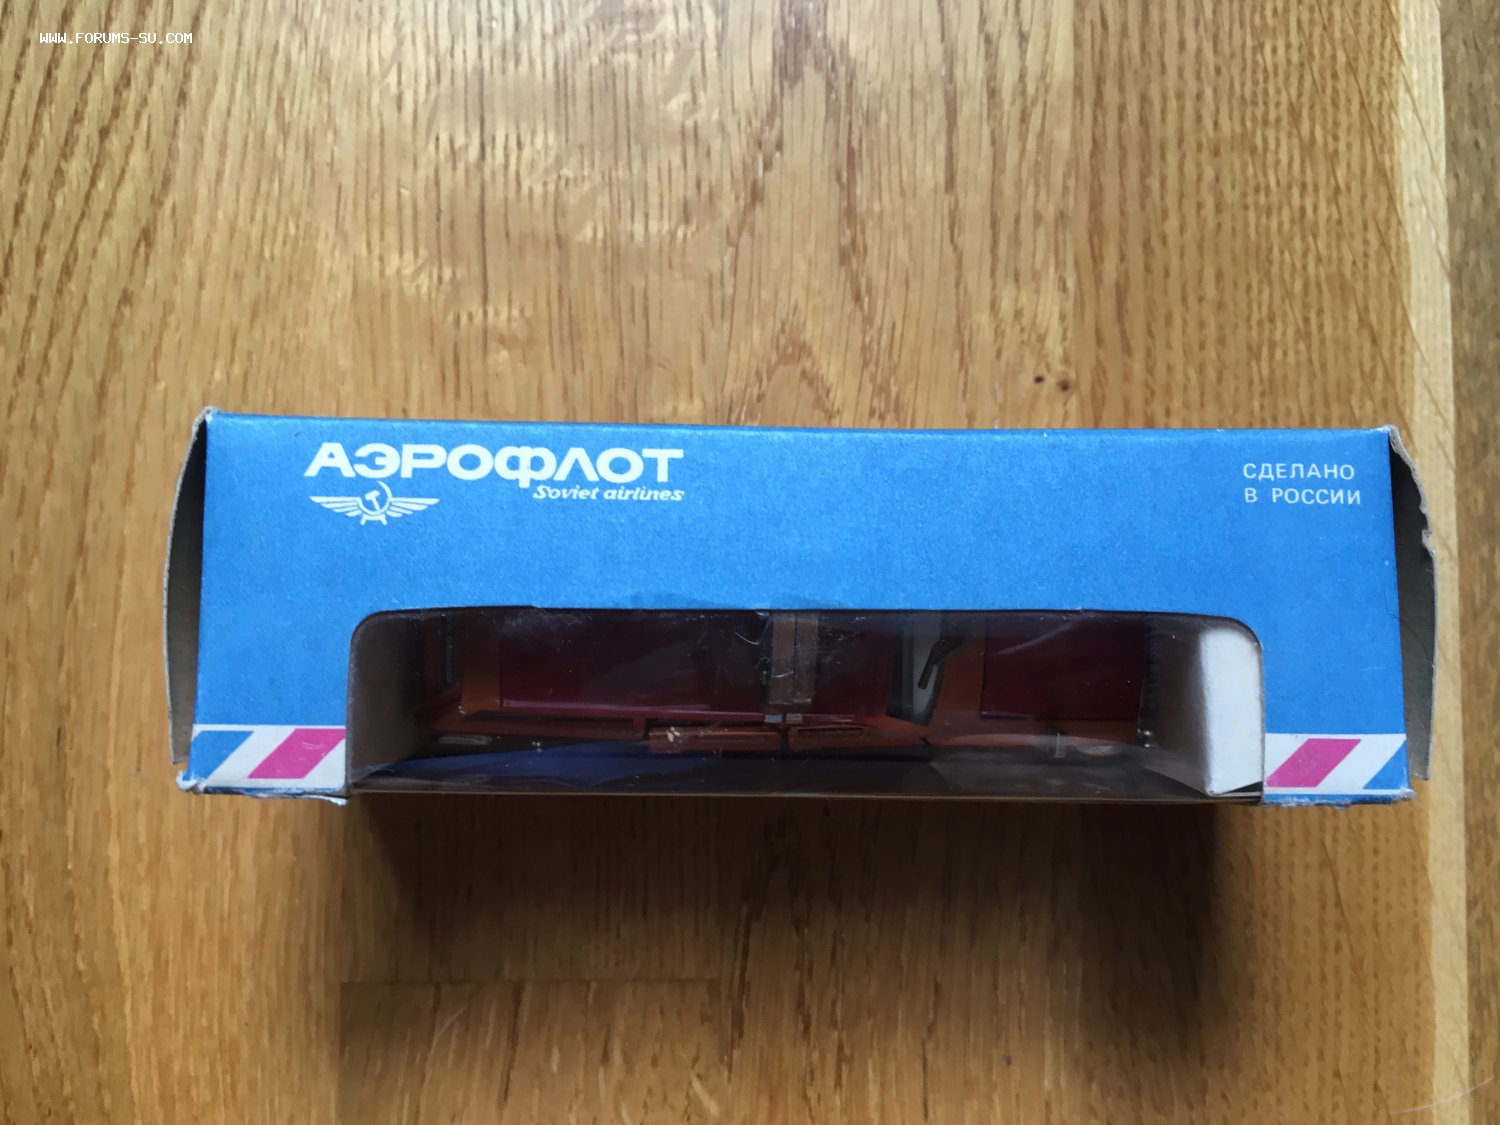 WWW.FORUMS-SU.COM
АЭРОФЛОТ
Soviet airlines
СДЕЛАНО
В РОССИИ